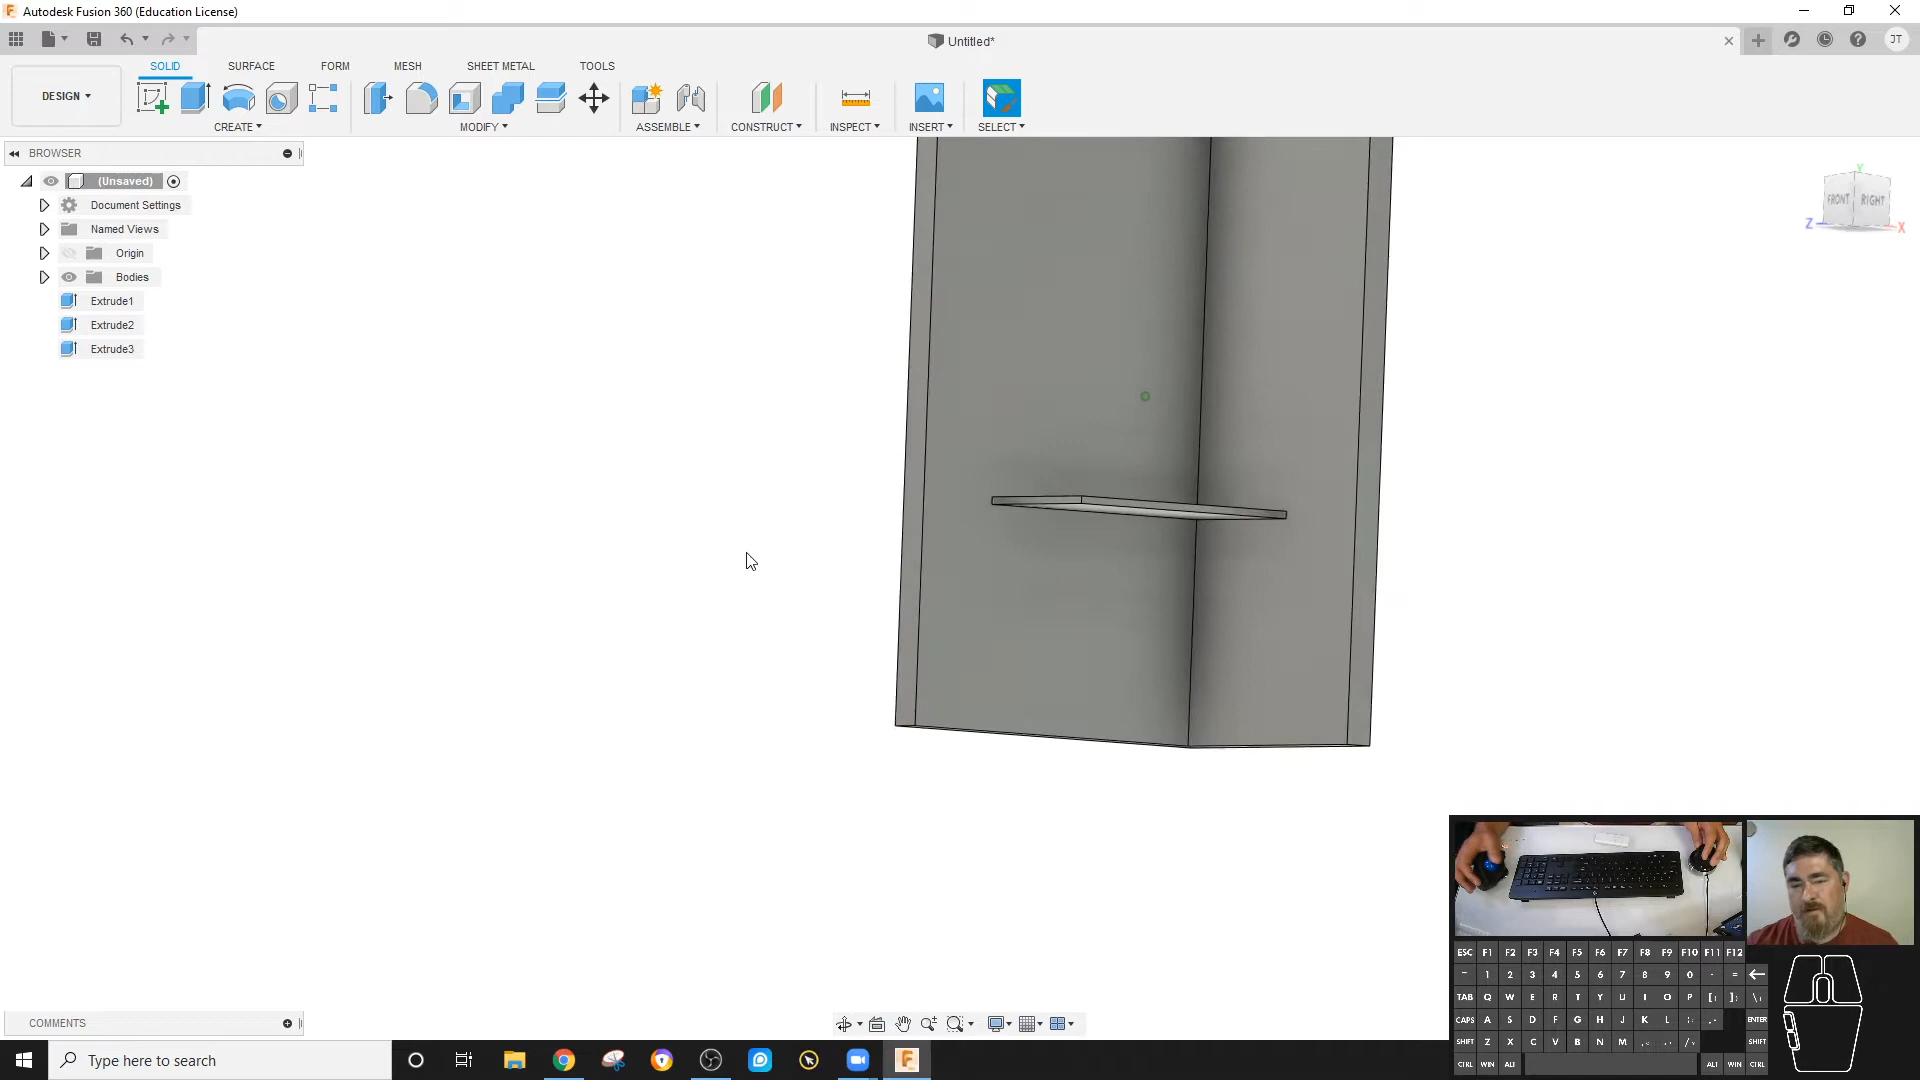 Autodesk Fusion 360 (Education License)
Untitled*
JT
DESIGN
SOLID SURFACE FORM MESH SHEET METAL TOOLS
CREATE MODIFY ASSEMBLE CONSTRUCT INSPECT INSERT SELECT
BROWSER
(Unsaved)
Document Settings
Named Views
Origin
Bodies
Extrude1
Extrude2
Extrude3
Y
FRONT RIGHT
Z X
COMMENTS
Type here to search
ESC F1 F2 F3 F4 F5 F6 F7 F8 F9 F10 F11 F12
1 2 3 4 5 6 7 8 9 0 - =
TAB Q W E R T Y U I O P
CAPS A S D F G H J K L ENTER
SHIFT Z X C V B N M SHIFT
CTRL WIN ALT ALT WIN CTRL